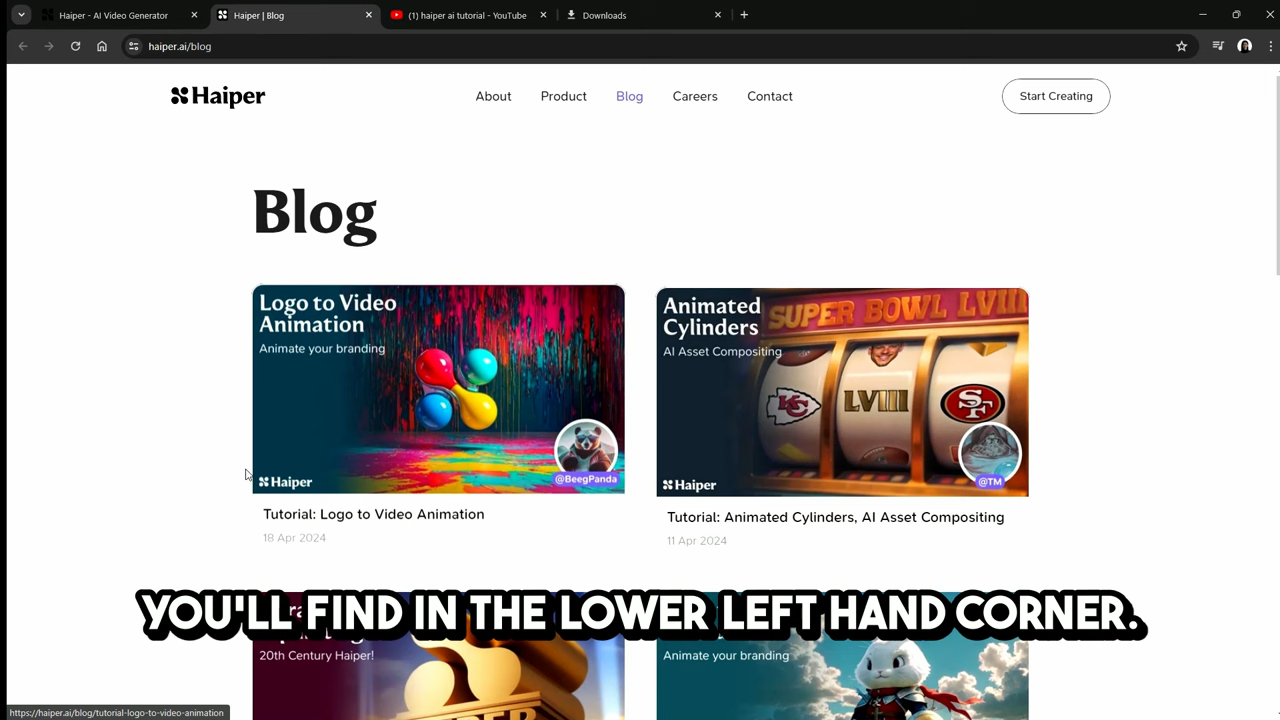 Haiper - AI Video Generator
Haiper | Blog
(1) haiper ai tutorial - YouTube
Downloads
haiper.ai/blog
Haiper
About
Product
Blog
Careers
Contact
Start Creating
Blog
Logo to Video
Animation
Animate your branding
Haiper
@BeegPanda
Animated
Cylinders
AI Asset Compositing
SUPER BOWL LVIII
KC
LVIII
SF
Haiper
@TM
Tutorial: Logo to Video Animation
18 Apr 2024
Tutorial: Animated Cylinders, AI Asset Compositing
11 Apr 2024
YOU'LL FIND IN THE LOWER LEFT HAND CORNER.
20th Century Haiper!
Animate your branding
https://haiper.ai/blog/tutorial-logo-to-video-animation